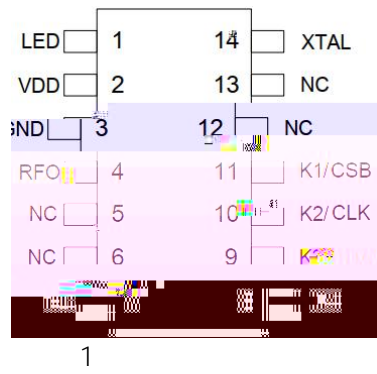 LED 1 14 XTAL
VDD 2 13 NC
GND 3 12 NC
RFO 4 11 K1/CSB
NC 5 10 K2/CLK
NC 6 9
1